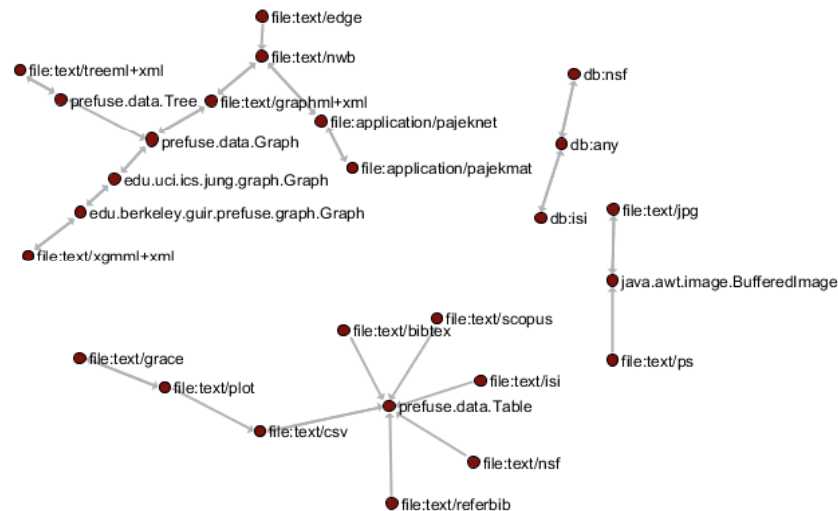 file:text/edge
file:text/nwb
file:text/treeml+xml
prefuse.data.Tree
file:text/graphml+xml
file:application/pajeknet
prefuse.data.Graph
file:application/pajekmat
edu.uci.ics.jung.graph.Graph
edu.berkeley.guir.prefuse.graph.Graph
file:text/xgmml+xml
db:nsf
db:any
db:isi
file:text/jpg
java.awt.image.BufferedImage
file:text/ps
file:text/scopus
file:text/bibtex
file:text/grace
file:text/plot
file:text/isi
prefuse.data.Table
file:text/csv
file:text/nsf
file:text/referbib